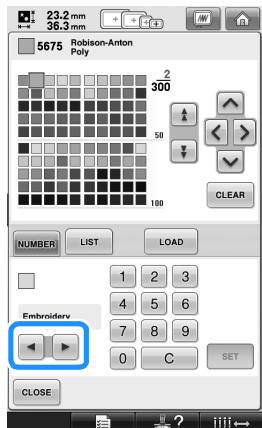 23.2 mm
36.3 mm
5675 Robison-Anton
Poly
2
300
50
100
CLEAR
NUMBER
LIST
LOAD
1 2 3
Embroidery
4 5 6
7 8 9
0 C
SET
CLOSE
?